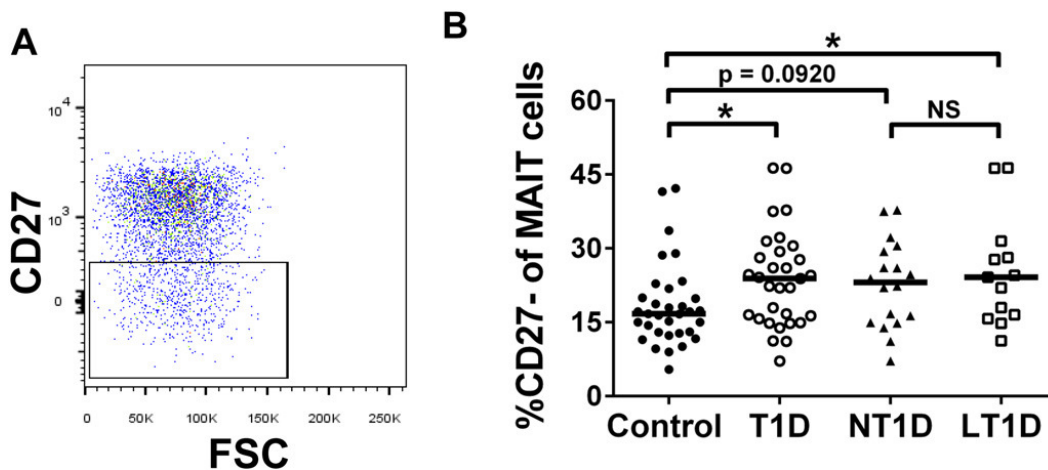 A
CD27
10^4
10^3
0
0 50K 100K 150K 200K 250K
FSC
B
*
p = 0.0920
* NS
%CD27- of MAIT cells
60
45
30
15
0
Control T1D NT1D LT1D